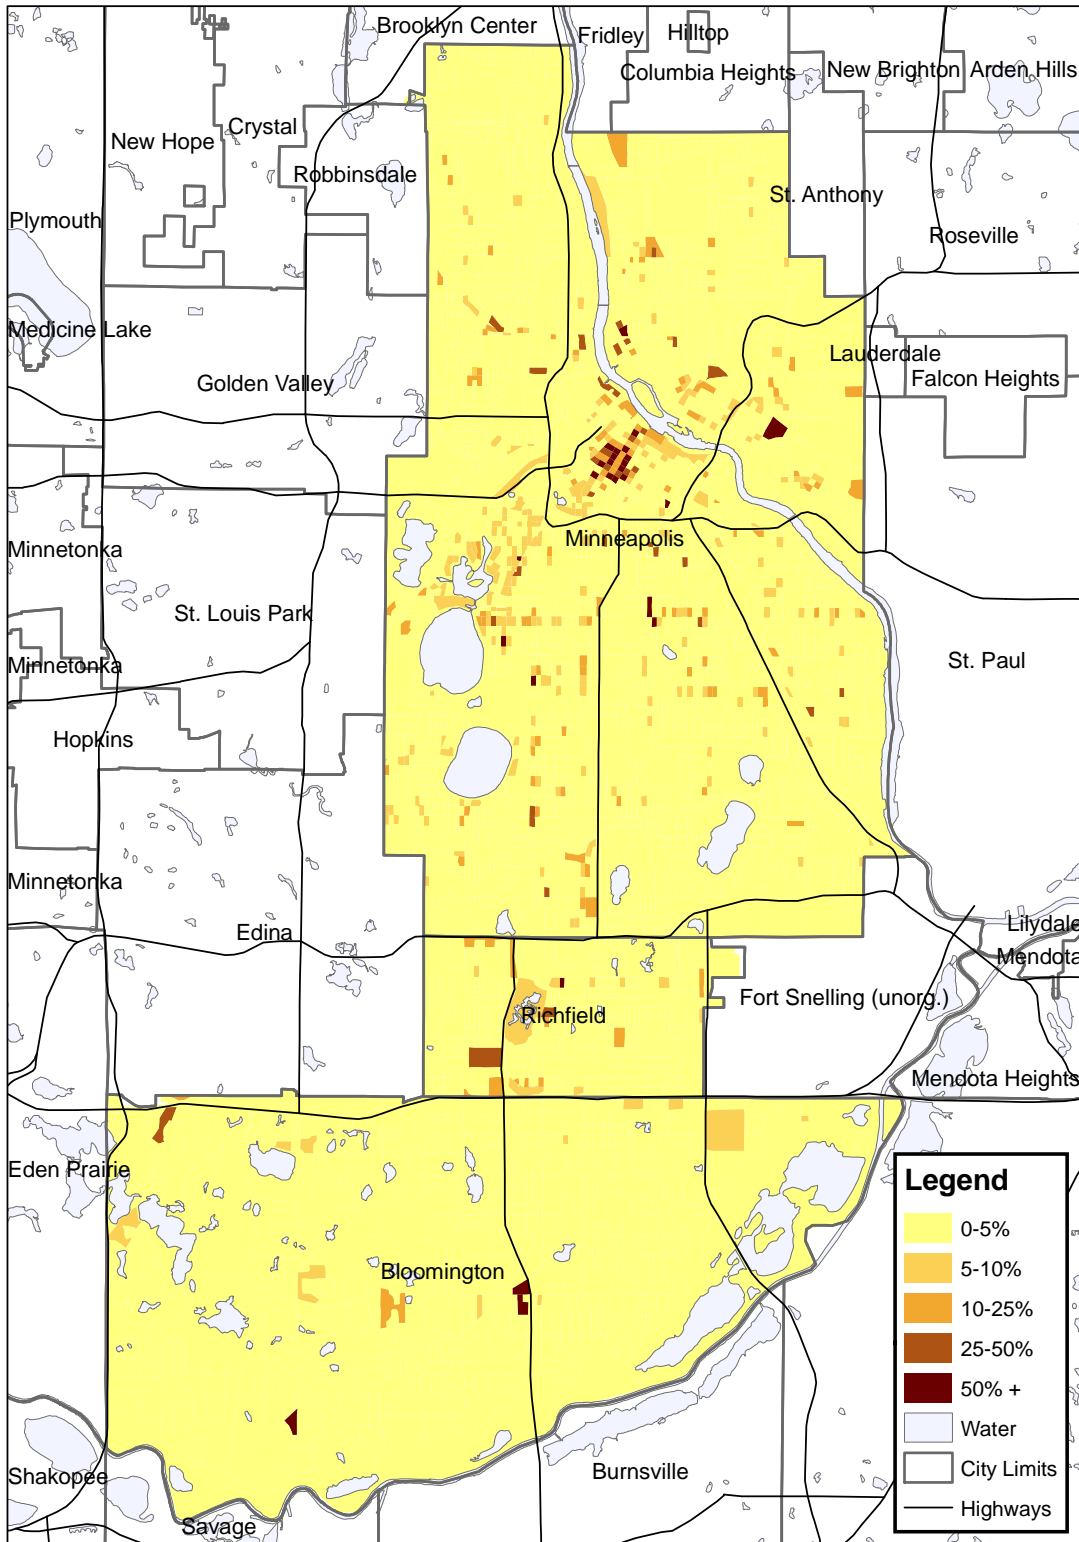 Brooklyn Center
Fridley
Hilltop
Columbia Heights
New Brighton
Arden Hills
New Hope
Crystal
Robbinsdale
St. Anthony
Plymouth
Roseville
Medicine Lake
Golden Valley
Lauderdale
Falcon Heights
Minneapolis
Minnetonka
St. Louis Park
Minnetonka
St. Paul
Hopkins
Minnetonka
Edina
Lilydale
Mendota
Fort Snelling (unorg.)
Richfield
Mendota Heights
Eden Prairie
Bloomington
Shakopee
Burnsville
Savage
Legend
0-5%
5-10%
10-25%
25-50%
50% +
Water
City Limits
Highways